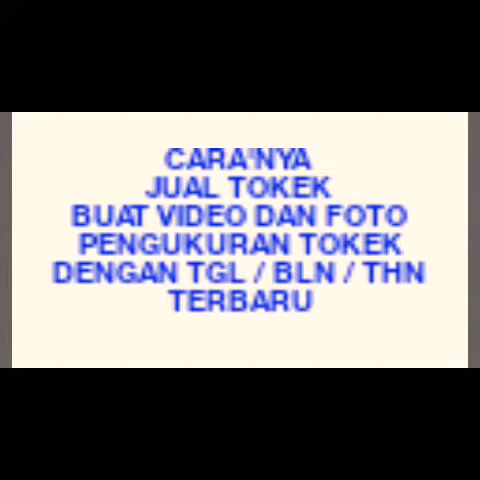 CARA'NYA
JUAL TOKEK
BUAT VIDEO DAN FOTO
PENGUKURAN TOKEK
DENGAN TGL / BLN / THN
TERBARU